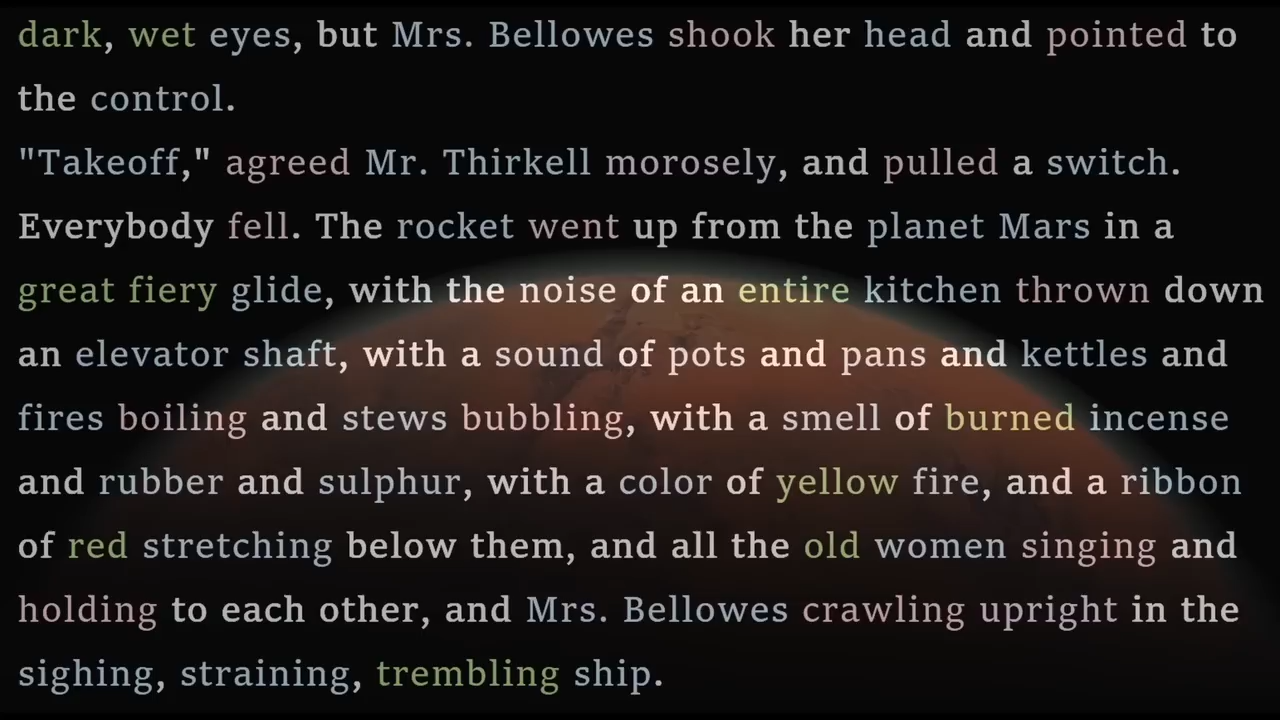 dark, wet eyes, but Mrs. Bellowes shook her head and pointed to
the control.
"Takeoff," agreed Mr. Thirkell morosely, and pulled a switch.
Everybody fell. The rocket went up from the planet Mars in a
great fiery glide, with the noise of an entire kitchen thrown down
an elevator shaft, with a sound of pots and pans and kettles and
fires boiling and stews bubbling, with a smell of burned incense
and rubber and sulphur, with a color of yellow fire, and a ribbon
of red stretching below them, and all the old women singing and
holding to each other, and Mrs. Bellowes crawling upright in the
sighing, straining, trembling ship.